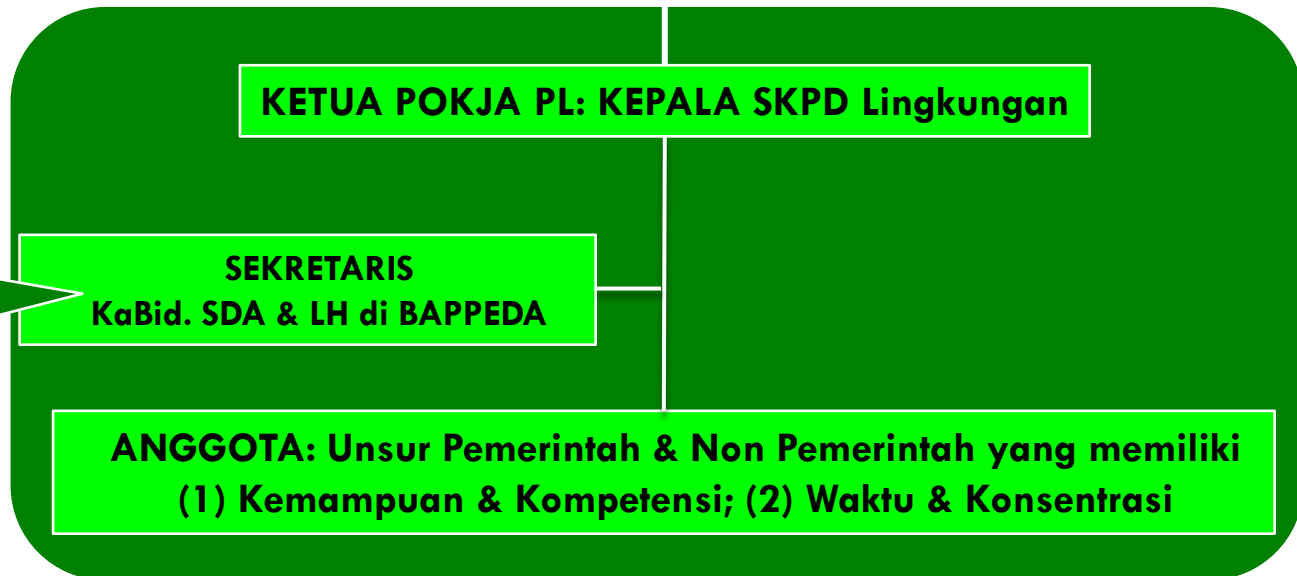 KETUA POKJA PL: KEPALA SKPD Lingkungan
SEKRETARIS
KaBid. SDA & LH di BAPPEDA
ANGGOTA: Unsur Pemerintah & Non Pemerintah yang memiliki
(1) Kemampuan & Kompetensi; (2) Waktu & Konsentrasi